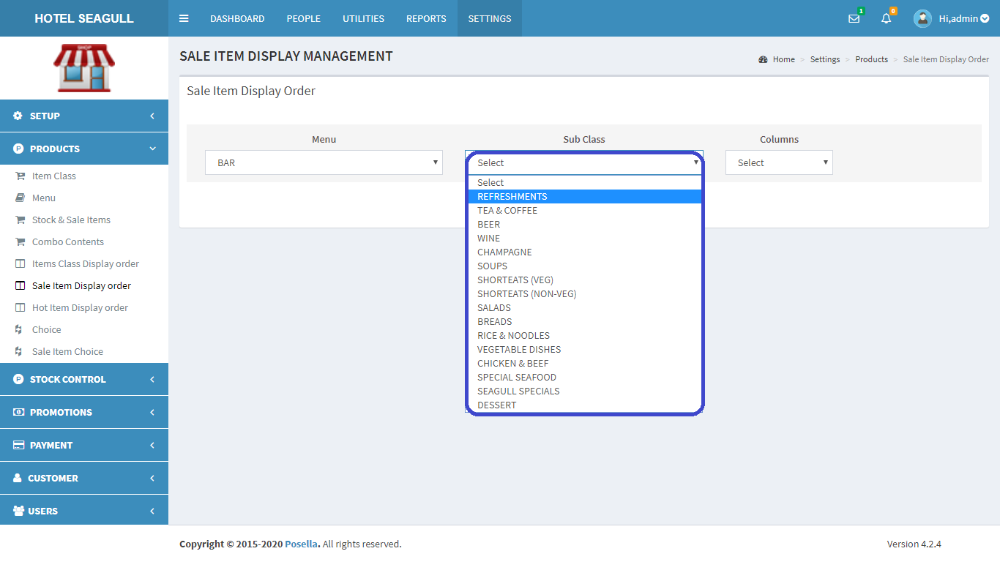 HOTEL SEAGULL
DASHBOARD PEOPLE UTILITIES REPORTS SETTINGS
1 0 Hi,admin
SHOP
SETUP
PRODUCTS
Item Class
Menu
Stock & Sale Items
Combo Contents
Items Class Display order
Sale Item Display order
Hot Item Display order
Choice
Sale Item Choice
STOCK CONTROL
PROMOTIONS
PAYMENT
CUSTOMER
USERS
SALE ITEM DISPLAY MANAGEMENT
Home > Settings > Products > Sale Item Display Order
Sale Item Display Order
Menu Sub Class Columns
BAR Select Select
Select
REFRESHMENTS
TEA & COFFEE
BEER
WINE
CHAMPAGNE
SOUPS
SHORTEATS (VEG)
SHORTEATS (NON-VEG)
SALADS
BREADS
RICE & NOODLES
VEGETABLE DISHES
CHICKEN & BEEF
SPECIAL SEAFOOD
SEAGULL SPECIALS
DESSERT
Copyright © 2015-2020 Posella. All rights reserved. Version 4.2.4